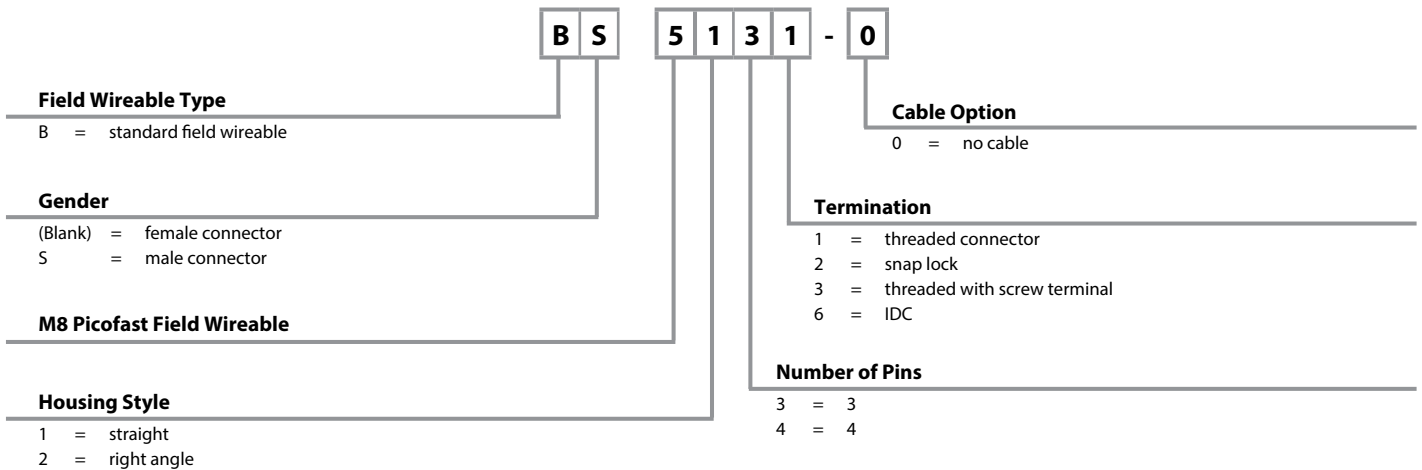 B S 5 1 3 1 - 0
Field Wireable Type
B = standard field wireable
Gender
(Blank) = female connector
S = male connector
M8 Picofast Field Wireable
Housing Style
1 = straight
2 = right angle
Cable Option
0 = no cable
Termination
1 = threaded connector
2 = snap lock
3 = threaded with screw terminal
6 = IDC
Number of Pins
3 = 3
4 = 4